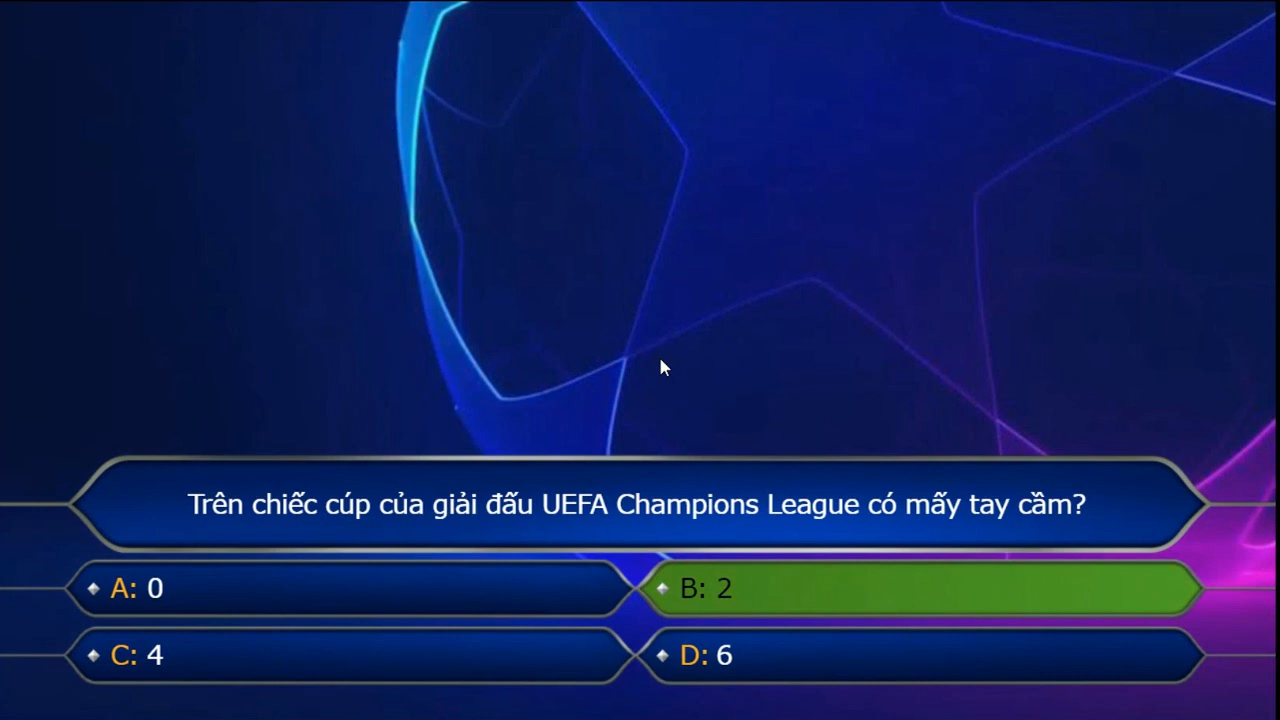 Trên chiếc cúp của giải đấu UEFA Champions League có mấy tay cầm?
A: 0
B: 2
C: 4
D: 6